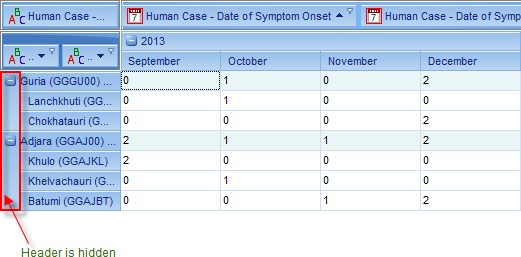 Human Case -...
Human Case - Date of Symptom Onset
Human Case - Date of Symp
2013
September October November December
Guria (GGGU00) ... 0 1 0 2
Lanchkhuti (GG... 0 1 0 0
Chokhatauri (G... 0 0 0 2
Adjara (GGAJ00) ... 2 1 1 2
Khulo (GGAJKL) 2 0 0 0
Khelvachauri (G... 0 1 0 0
Batumi (GGAJBT) 0 0 1 2
Header is hidden